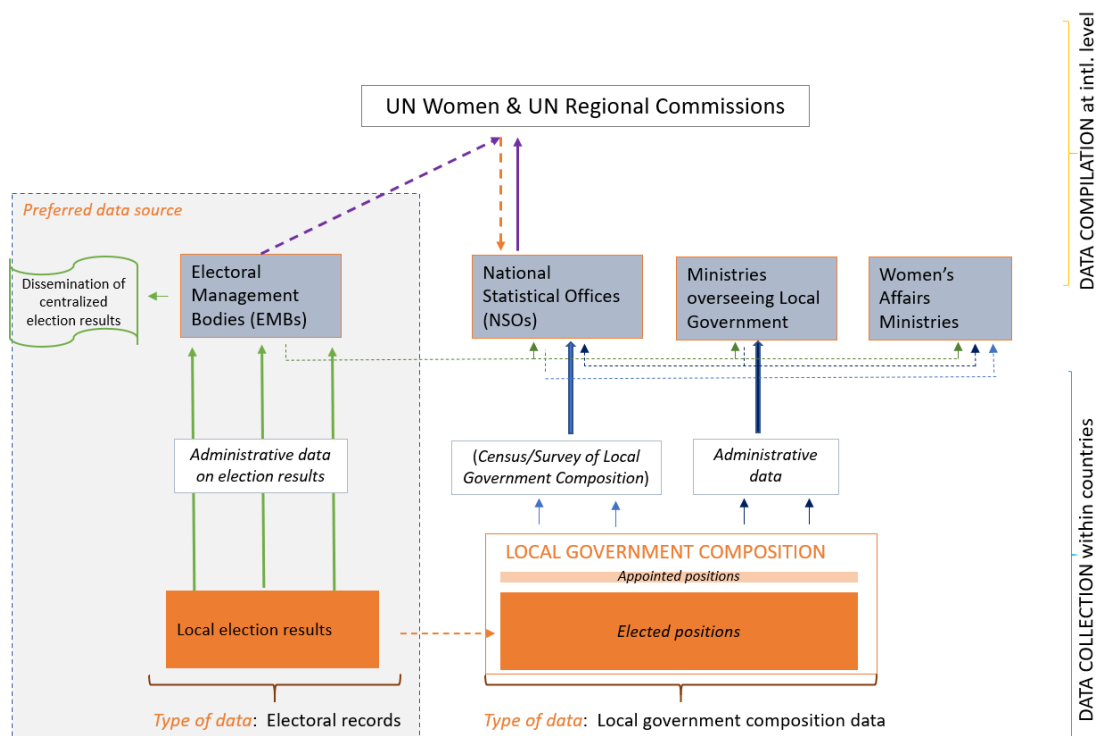 UN Women & UN Regional Commissions
DATA COMPILATION at intl. level
Preferred data source
Dissemination of
centralized
election results
Electoral
Management
Bodies (EMBs)
National
Statistical Offices
(NSOs)
Ministries
overseeing Local
Government
Women’s
Affairs
Ministries
Administrative data
on election results
(Census/Survey of Local
Government Composition)
Administrative
data
DATA COLLECTION within countries
LOCAL GOVERNMENT COMPOSITION
Appointed positions
Local election results
Elected positions
Type of data: Electoral records
Type of data: Local government composition data